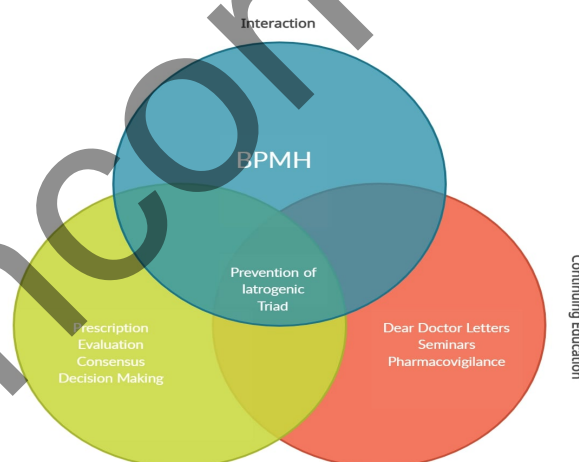 Interaction
BPMH
Prevention of
Iatrogenic
Triad
Prescription
Evaluation
Consensus
Decision Making
Dear Doctor Letters
Seminars
Pharmacovigilance
Continuing Education